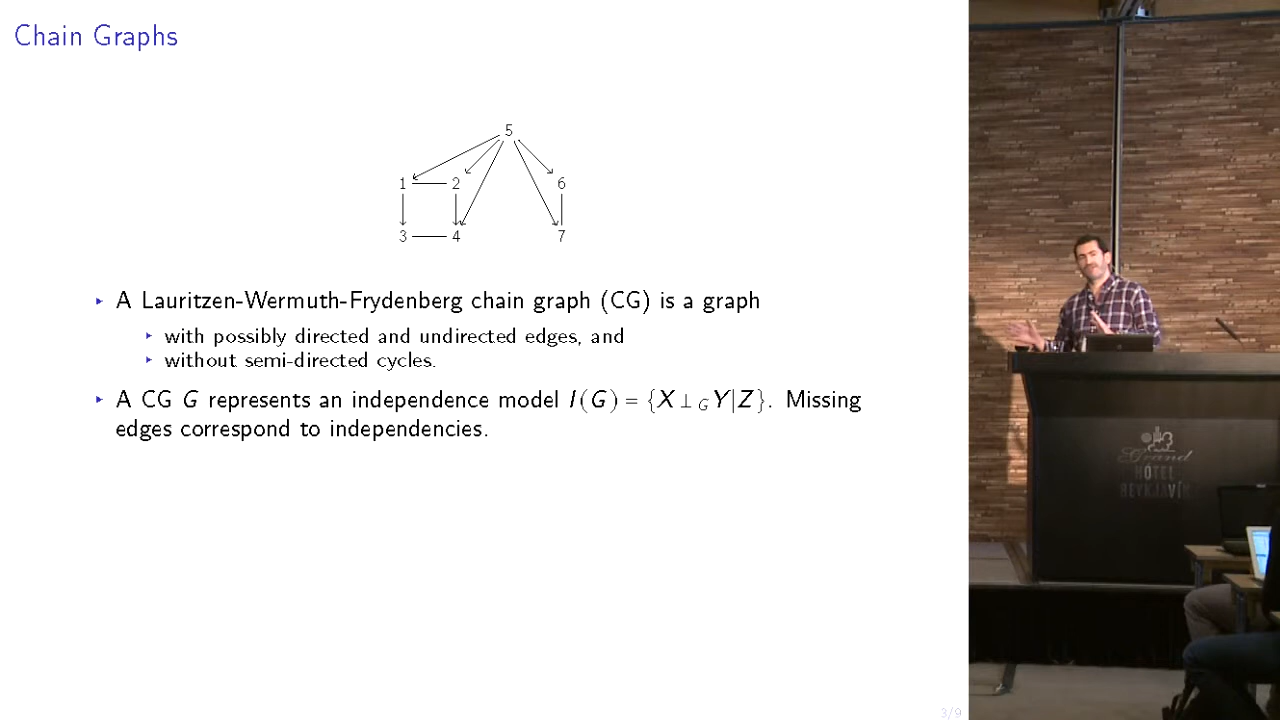 Chain Graphs
5
1 2 6
3 4 7
▸ A Lauritzen-Wermuth-Frydenberg chain graph (CG) is a graph
▸ with possibly directed and undirected edges, and
▸ without semi-directed cycles.
▸ A CG G represents an independence model I(G) = {X ⊥ G Y|Z}. Missing
edges correspond to independencies.
3/9
Grand
HÓTEL
REYKJAVÍK